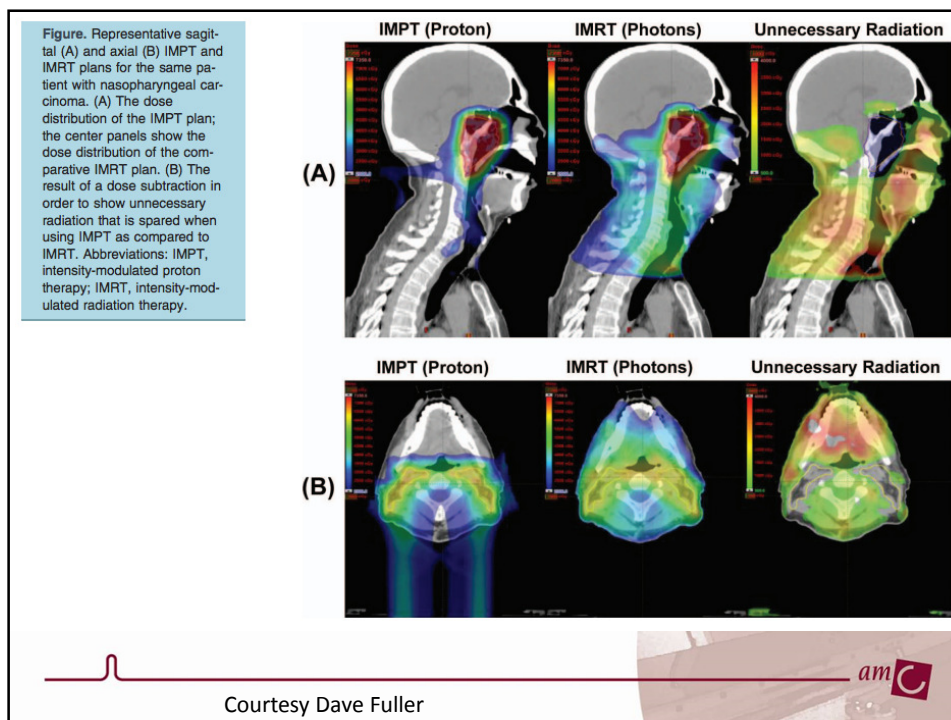 Figure. Representative sagit-
tal (A) and axial (B) IMPT and
IMRT plans for the same pa-
tient with nasopharyngeal car-
cinoma. (A) The dose
distribution of the IMPT plan;
the center panels show the
dose distribution of the com-
parative IMRT plan. (B) The
result of a dose subtraction in
order to show unnecessary
radiation that is spared when
using IMPT as compared to
IMRT. Abbreviations: IMPT,
intensity-modulated proton
therapy; IMRT, intensity-mod-
ulated radiation therapy.
IMPT (Proton) IMRT (Photons) Unnecessary Radiation
(A)
IMPT (Proton) IMRT (Photons) Unnecessary Radiation
(B)
amC
Courtesy Dave Fuller